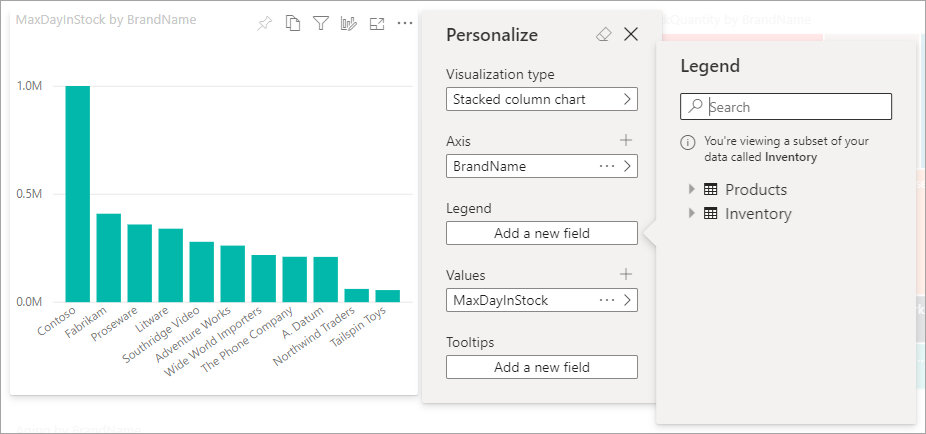 MaxDayInStock by BrandName
1.0M
0.5M
0.0M
Contoso
Fabrikam
Proseware
Litware
Southridge Video
Adventure Works
Wide World Importers
The Phone Company
A. Datum
Northwind Traders
Tailspin Toys
Personalize
Visualization type
Stacked column chart
Axis
BrandName
Legend
Add a new field
Values
MaxDayInStock
Tooltips
Add a new field
Quantity by BrandName
Legend
Search
You're viewing a subset of your
data called Inventory
Products
Inventory
by BrandName